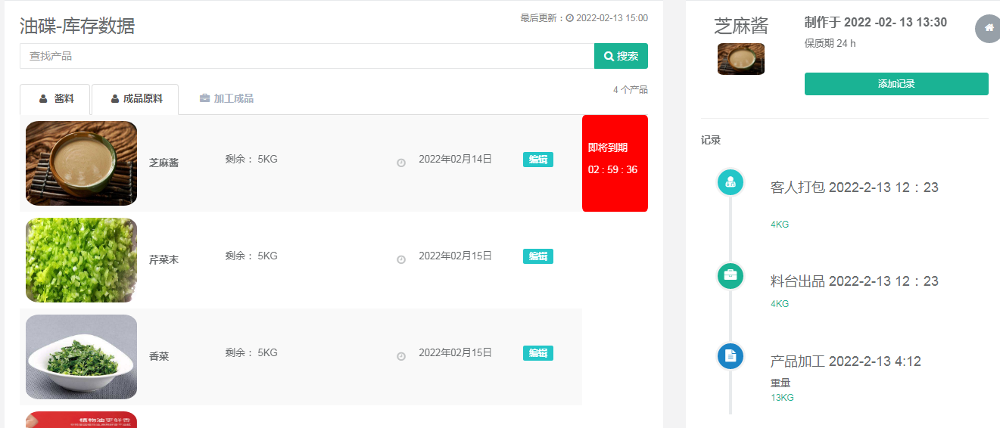 油碟-库存数据
最后更新：2022-02-13 15:00
查找产品
搜索
酱料
成品原料
加工成品
4 个产品
芝麻酱
剩余： 5KG
2022年02月14日
编辑
即将到期
02 : 59 : 36
芹菜末
剩余： 5KG
2022年02月15日
编辑
香菜
剩余： 5KG
2022年02月15日
编辑
芝麻酱
制作于 2022 -02- 13 13:30
保质期 24 h
添加记录
记录
客人打包 2022-2-13 12：23
4KG
料台出品 2022-2-13 12：23
4KG
产品加工 2022-2-13 4:12
重量
13KG